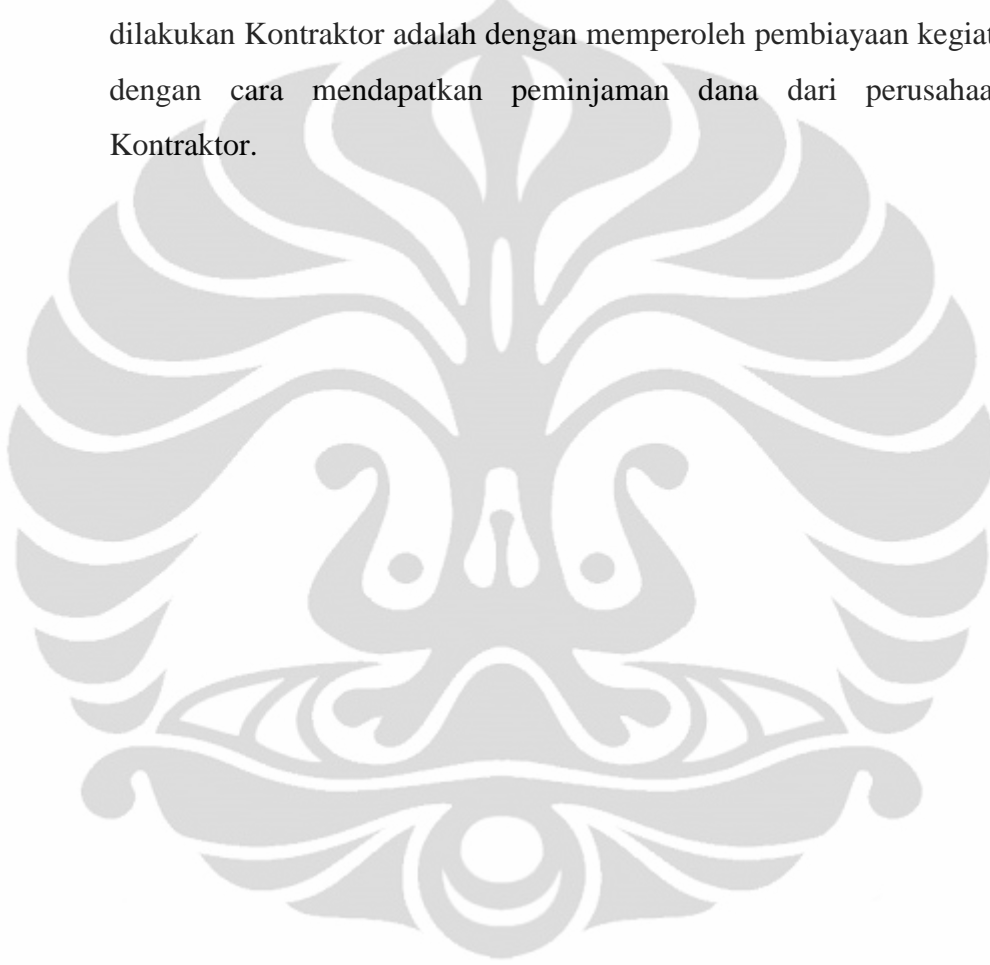 dilakukan Kontraktor adalah dengan memperoleh pembiayaan kegiat
dengan cara mendapatkan peminjaman dana dari perusahaa
Kontraktor.